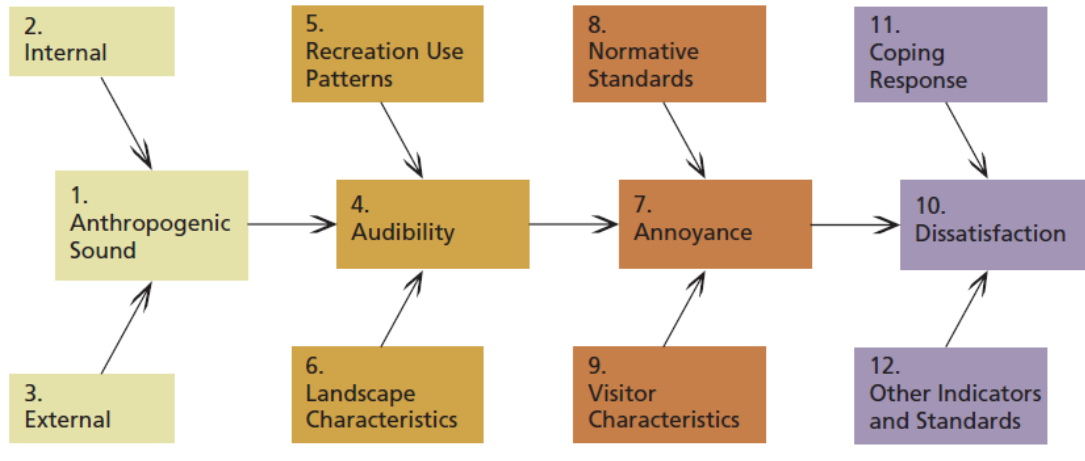 2.
Internal
5.
Recreation Use
Patterns
8.
Normative
Standards
11.
Coping
Response
1.
Anthropogenic
Sound
4.
Audibility
7.
Annoyance
10.
Dissatisfaction
3.
External
6.
Landscape
Characteristics
9.
Visitor
Characteristics
12.
Other Indicators
and Standards